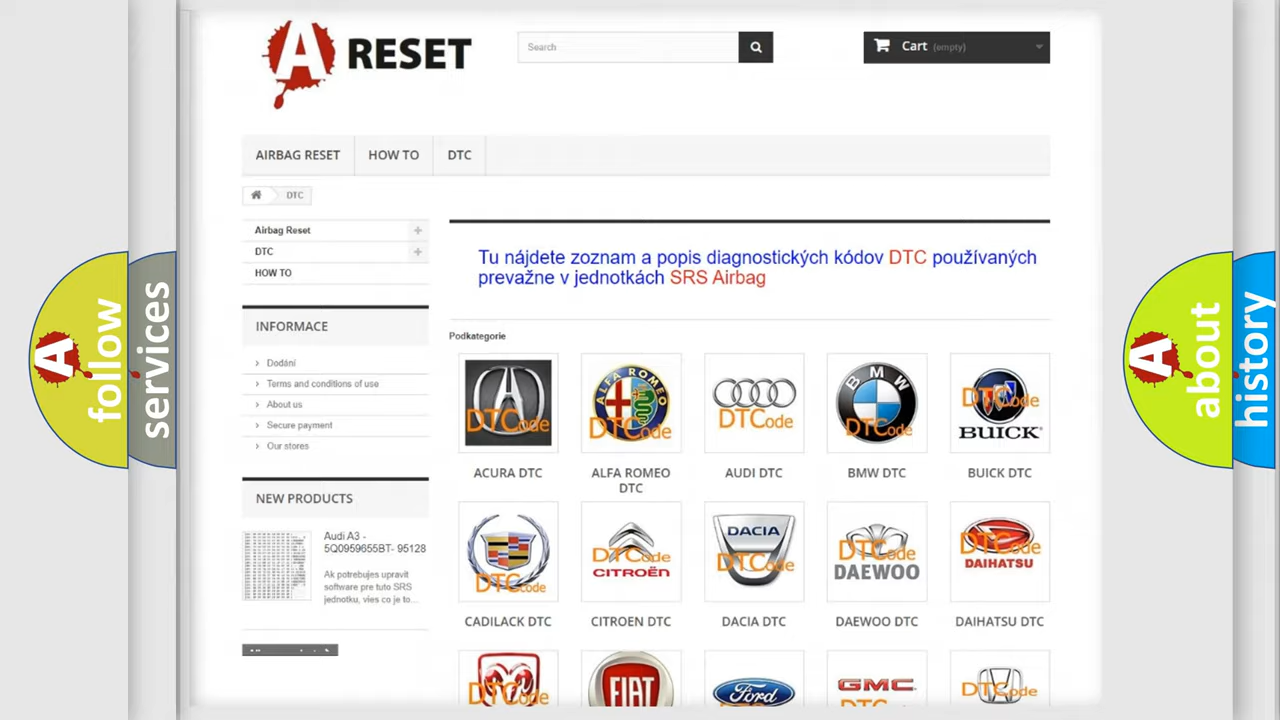 A RESET
Search
Cart (empty)
AIRBAG RESET
HOW TO
DTC
DTC
Airbag Reset
DTC
HOW TO
Tu nájdete zoznam a popis diagnostických kódov DTC používaných
prevažne v jednotkách SRS Airbag
INFORMACE
Dodání
Terms and conditions of use
About us
Secure payment
Our stores
NEW PRODUCTS
Audi A3 -
5Q0959655BT- 95128
Ak potrebujes upravit
software pre tuto SRS
jednotku, vies co je to...
Podkategorie
DTCode
ALFA ROMEO
DTCode
DTCode
BMW
DTCode
DTCode
BUICK
ACURA DTC
ALFA ROMEO
DTC
AUDI DTC
BMW DTC
BUICK DTC
DTCode
DTCode
CITROËN
DACIA
DTCode
DTCode
DAEWOO
DTCode
DAIHATSU
CADILACK DTC
CITROEN DTC
DACIA DTC
DAEWOO DTC
DAIHATSU DTC
DTCode
FIAT
Ford
GMC
DTCode
A follow
services
A about
history